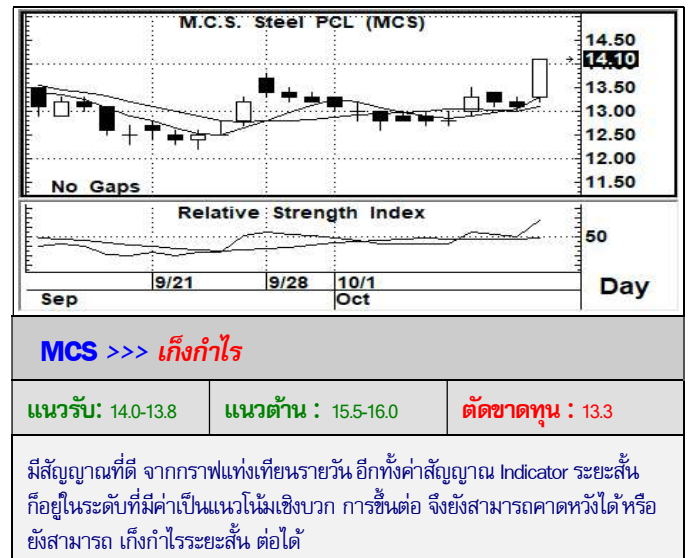 M.C.S. Steel PCL (MCS)
14.50
14.10
13.50
13.00
12.50
12.00
11.50
No Gaps
Relative Strength Index
50
9/21 9/28 10/1
Sep Oct
Day
MCS >>> เก็งกำไร
แนวรับ: 14.0-13.8 แนวต้าน : 15.5-16.0 ตัดขาดทุน : 13.3
มีสัญญาณที่ดี จากกราฟแท่งเทียนรายวัน อีกทั้งค่าสัญญาณ Indicator ระยะสั้น
ก็อยู่ในระดับที่มีค่าเป็นแนวโน้มเชิงบวก การขึ้นต่อ จึงยังสามารถคาดหวังได้ หรือ
ยังสามารถ เก็งกำไรระยะสั้น ต่อได้